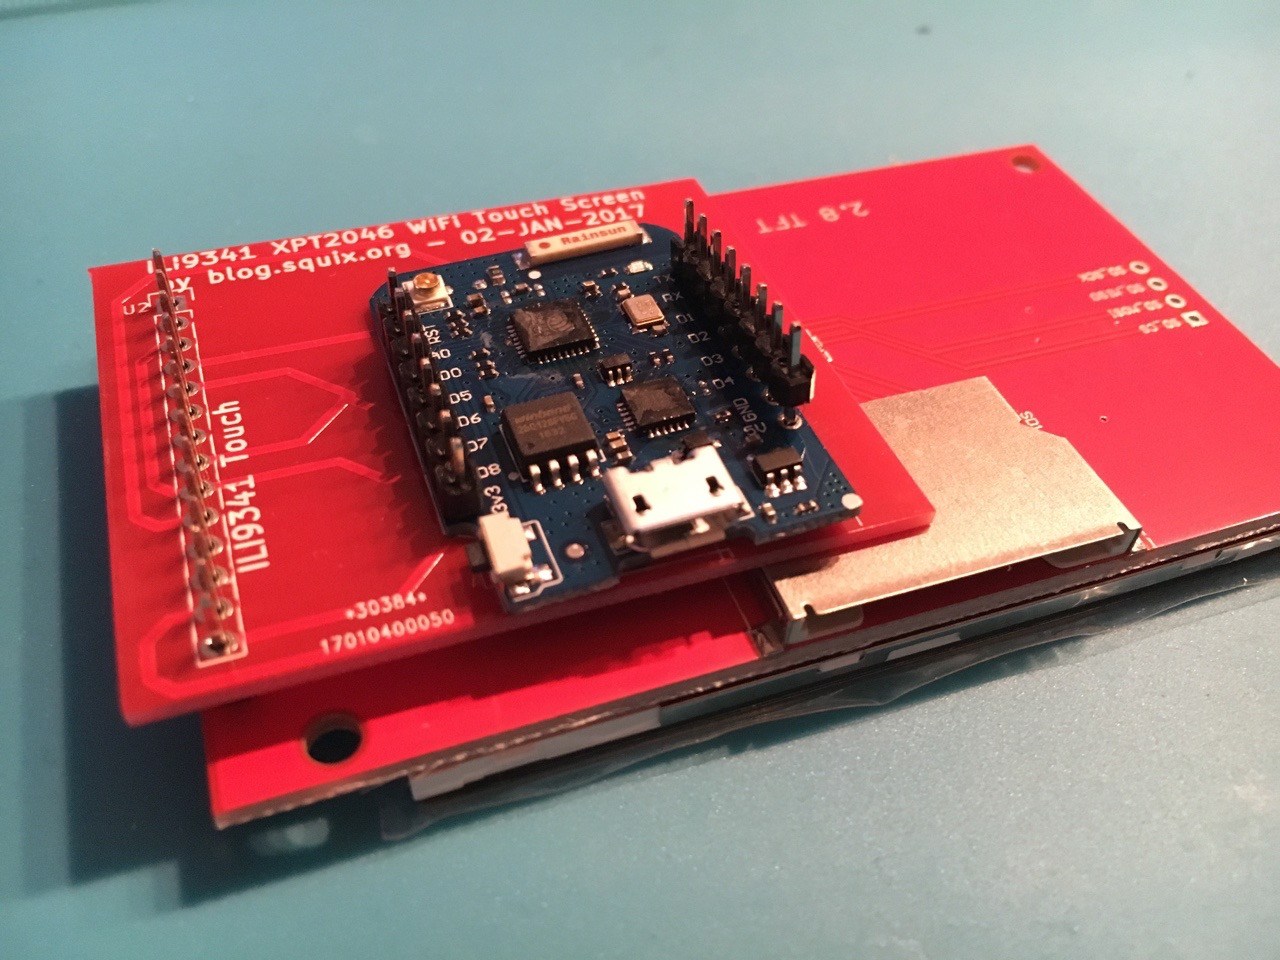 ILI9341 XPT2046 WiFi Touch Screen
by blog.squix.org - 02-JAN-2017
U2
ILI9341 Touch
*30384*
17010400050
Rainsun
RST
A0
D0
D5
D6
D7
D8
3v3
RX
D1
D2
D3
D4
GND
2.8 TFT
SD_SCK
SD_MISO
SD_MOSI
SD_CS